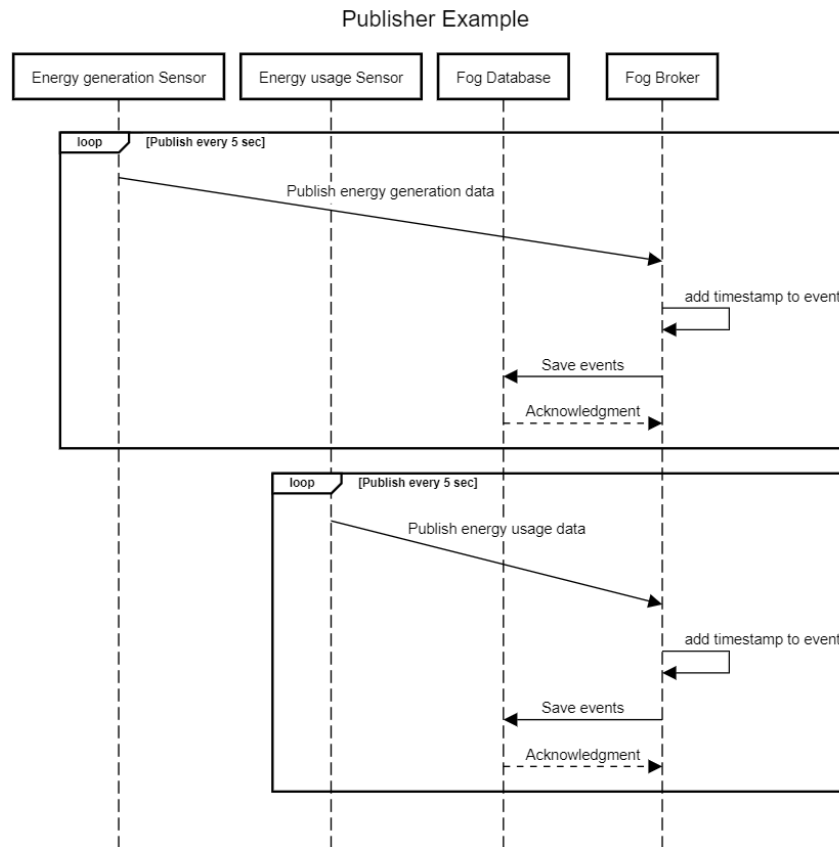 Publisher Example
Energy generation Sensor
Energy usage Sensor
Fog Database
Fog Broker
loop
[Publish every 5 sec]
Publish energy generation data
add timestamp to event
Save events
Acknowledgment
loop
[Publish every 5 sec]
Publish energy usage data
add timestamp to event
Save events
Acknowledgment